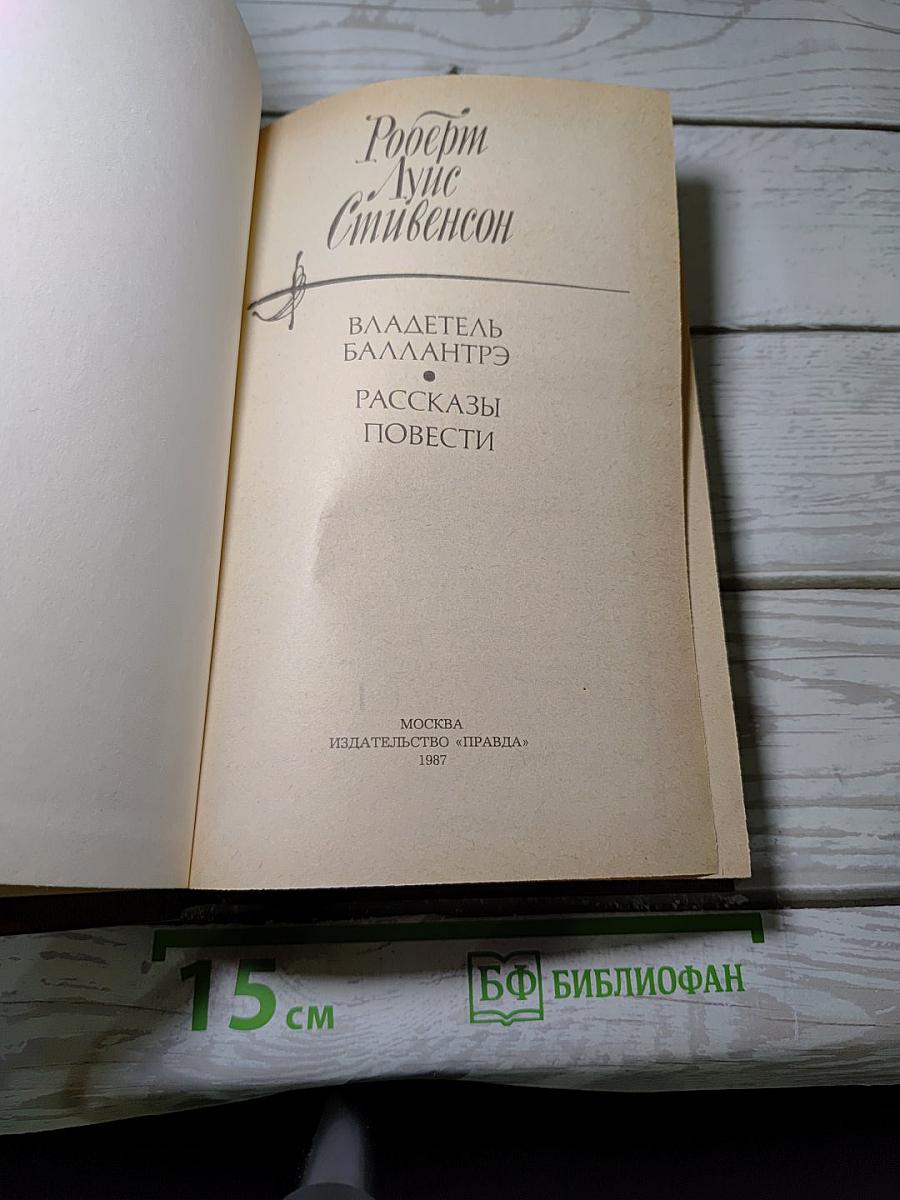 Роберт
Луис
Стивенсон
ВЛАДЕТЕЛЬ
БАЛЛАНТРЭ
•
РАССКАЗЫ
ПОВЕСТИ
МОСКВА
ИЗДАТЕЛЬСТВО «ПРАВДА»
1987
15 см
БФ БИБЛИОФАН